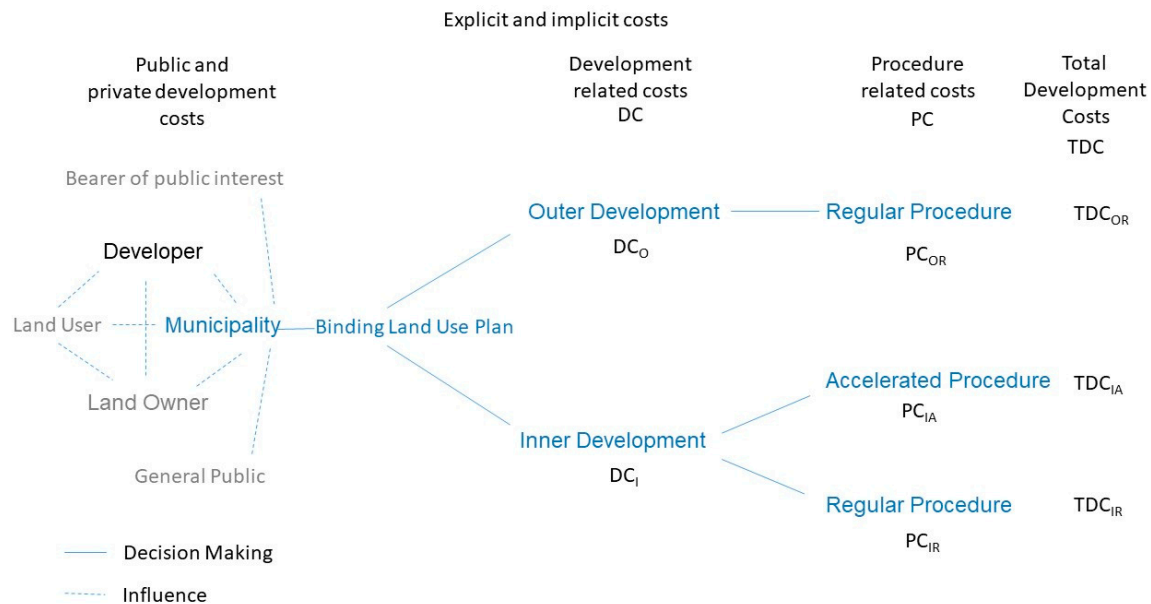 Explicit and implicit costs
Public and
private development
costs
Development
related costs
DC
Procedure
related costs
PC
Total
Development
Costs
TDC
Bearer of public interest
Developer
Land User
Municipality
Land Owner
General Public
Binding Land Use Plan
Outer Development
DCO
Regular Procedure
PCOR
TDCOR
Inner Development
DCI
Accelerated Procedure
PCIA
TDCIA
Regular Procedure
PCIR
TDCIR
Decision Making
Influence